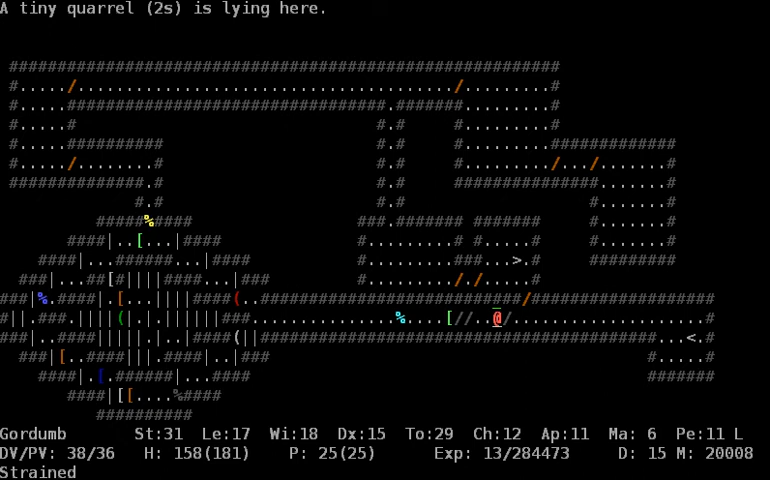 A tiny quarrel (2s) is lying here.
Gordumb St:31 Le:17 Wi:18 Dx:15 To:29 Ch:12 Ap:11 Ma: 6 Pe:11 L
DV/PV: 38/36 H: 158(181) P: 25(25) Exp: 13/284473 D: 15 M: 20008
Strained